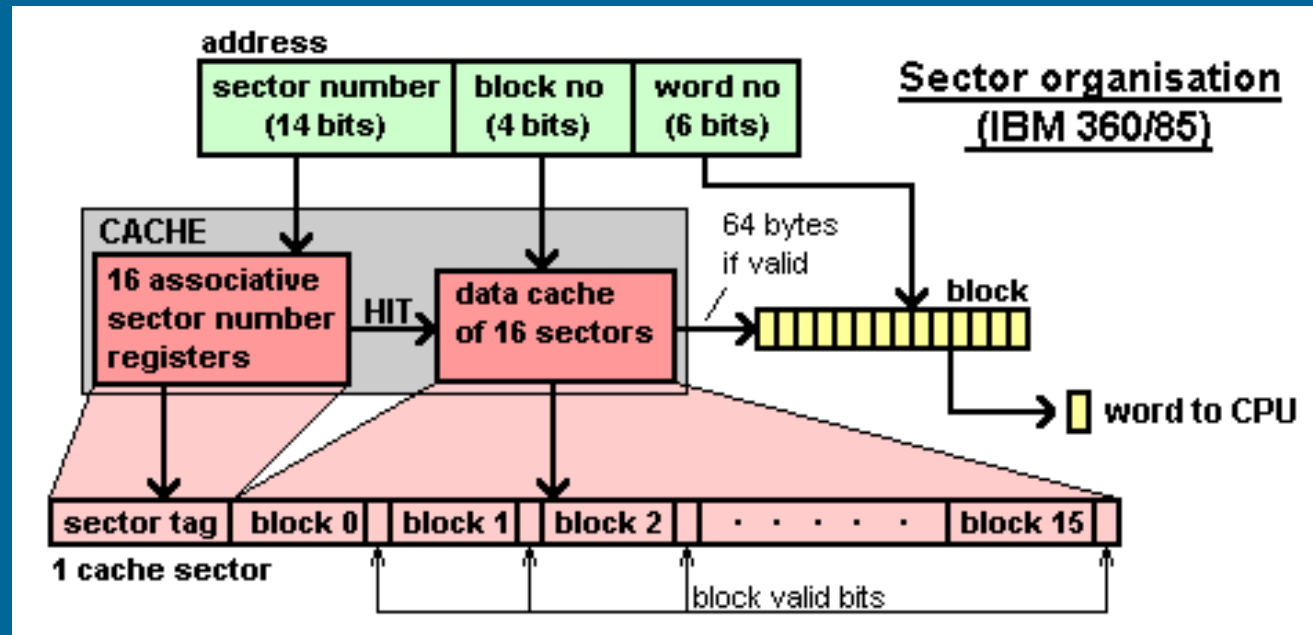 address
sector number
(14 bits)
block no
(4 bits)
word no
(6 bits)
Sector organisation
(IBM 360/85)
CACHE
16 associative
sector number
registers
HIT
data cache
of 16 sectors
64 bytes
if valid
block
word to CPU
sector tag
block 0
block 1
block 2
. . . . .
block 15
1 cache sector
block valid bits